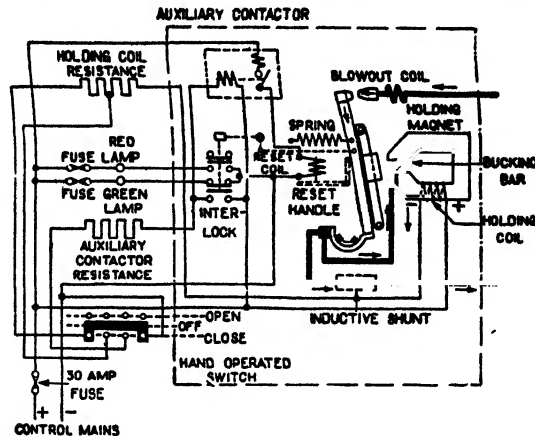 AUXILIARY CONTACTOR
HOLDING COIL
RESISTANCE
BLOWOUT COIL
HOLDING
MAGNET
SPRING
RED
FUSE LAMP
RESET
COIL
BUCKING
BAR
FUSE GREEN
LAMP
RESET
HANDLE
INTER-
LOCK
+
HOLDING
COIL
AUXILIARY
CONTACTOR
RESISTANCE
OPEN
OFF
CLOSE
INDUCTIVE SHUNT
HAND OPERATED
SWITCH
30 AMP
FUSE
+ -
CONTROL MAINS